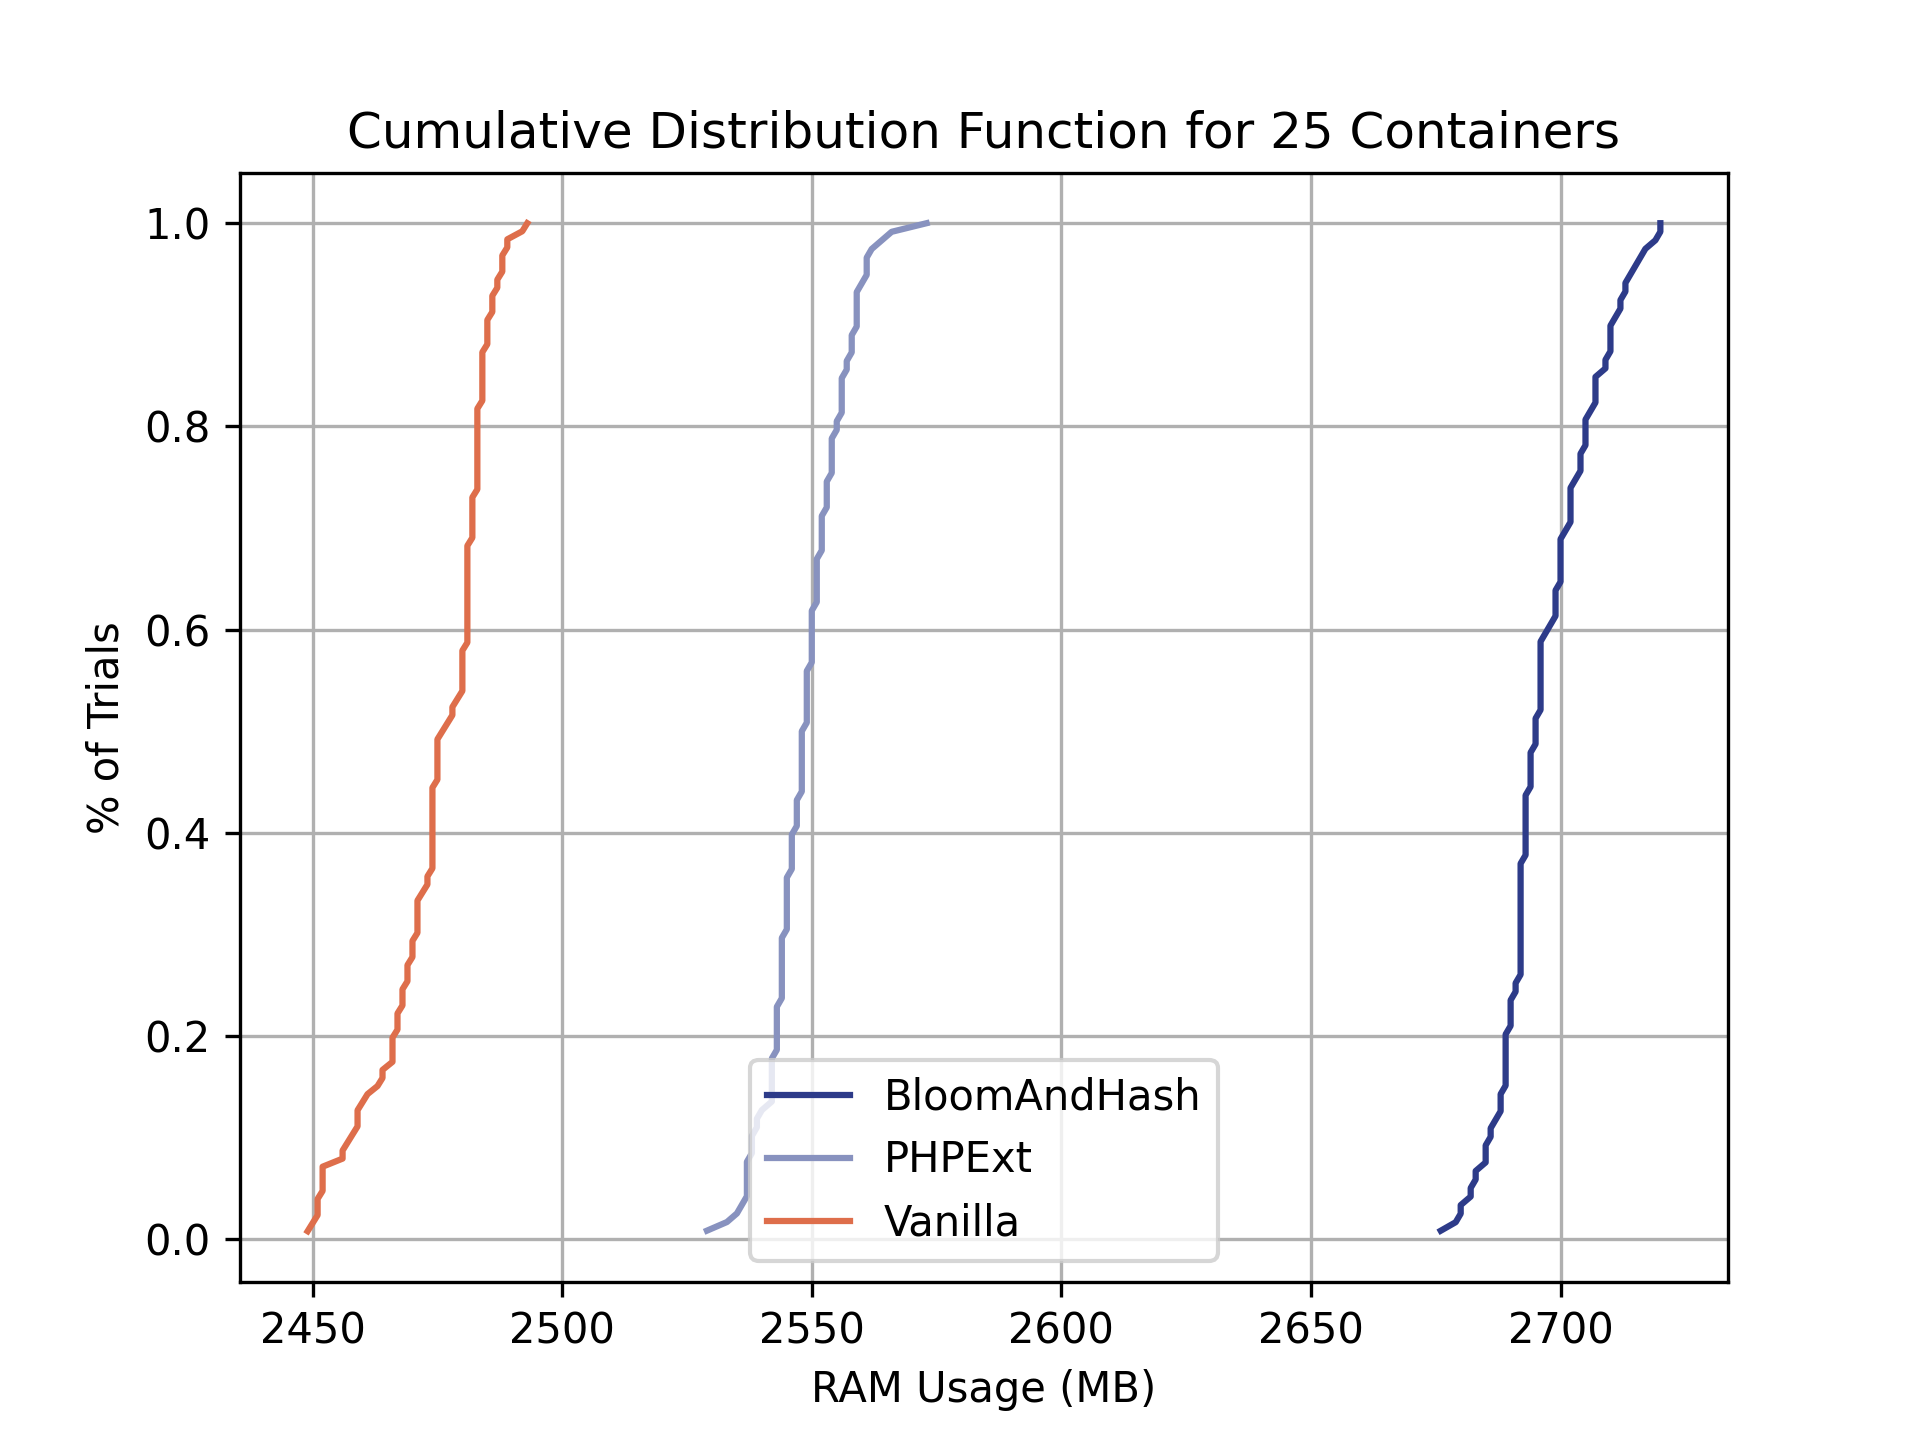 Cumulative Distribution Function for 25 Containers
1.0
0.8
0.6
0.4
0.2
0.0
% of Trials
BloomAndHash
PHPExt
Vanilla
2450 2500 2550 2600 2650 2700
RAM Usage (MB)